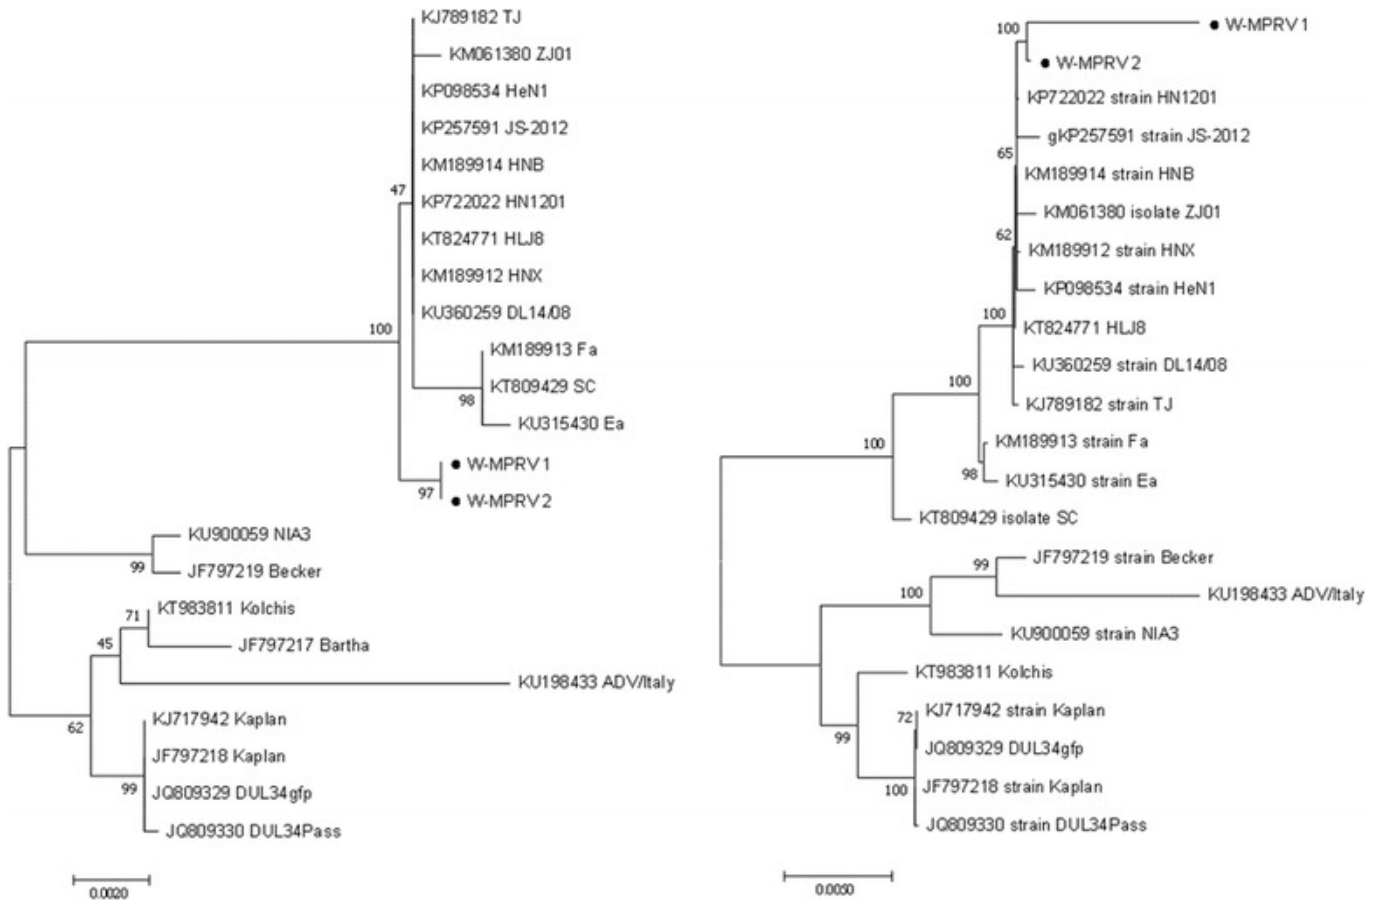 KJ789182 TJ
KM061380 ZJ01
KP098534 HeN1
KP257591 JS-2012
KM189914 HNB
47
KP722022 HN1201
KT824771 HLJ8
KM189912 HNX
KU360259 DL14/08
100
KM189913 Fa
KT809429 SC
98
KU315430 Ea
W-MPRV1
97
W-MPRV2
KU900059 NIA3
99
JF797219 Becker
KT983811 Kolchis
71
45
JF797217 Bartha
KU198433 ADV/Italy
62
KJ717942 Kaplan
JF797218 Kaplan
99
JQ809329 DUL34gfp
JQ809330 DUL34Pass
0.0020
100
W-MPRV1
W-MPRV2
KP722022 strain HN1201
gKP257591 strain JS-2012
65
KM189914 strain HNB
KM061380 isolate ZJ01
62
KM189912 strain HNX
KP098534 strain HeN1
100
KT824771 HLJ8
KU360259 strain DL14/08
100
KJ789182 strain TJ
100
KM189913 strain Fa
98
KU315430 strain Ea
KT809429 isolate SC
99
JF797219 strain Becker
100
KU198433 ADV/Italy
KU900059 strain NIA3
KT983811 Kolchis
72
KJ717942 strain Kaplan
99
JQ809329 DUL34gfp
100
JF797218 strain Kaplan
JQ809330 strain DUL34Pass
0.0050